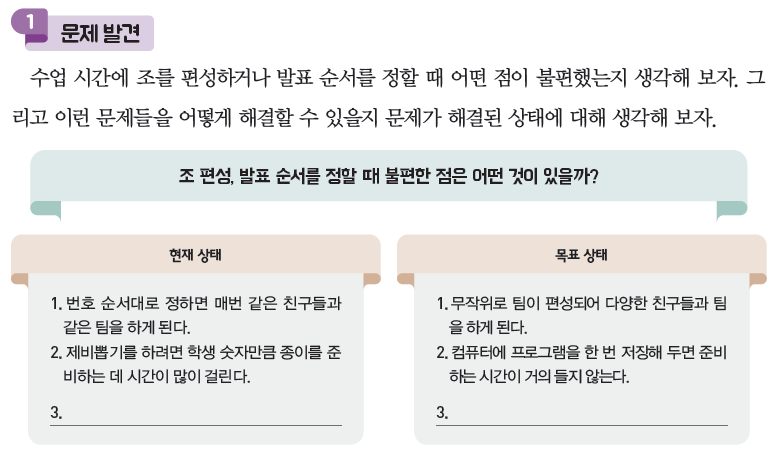 1
문제 발견
수업 시간에 조를 편성하거나 발표 순서를 정할 때 어떤 점이 불편했는지 생각해 보자. 그
리고 이런 문제들을 어떻게 해결할 수 있을지 문제가 해결된 상태에 대해 생각해 보자.
조 편성, 발표 순서를 정할 때 불편한 점은 어떤 것이 있을까?
현재 상태
1. 번호 순서대로 정하면 매번 같은 친구들과
같은 팀을 하게 된다.
2. 제비뽑기를 하려면 학생 숫자만큼 종이를 준
비하는 데 시간이 많이 걸린다.
3.
목표 상태
1. 무작위로 팀이 편성되어 다양한 친구들과 팀
을 하게 된다.
2. 컴퓨터에 프로그램을 한 번 저장해 두면 준비
하는 시간이 거의 들지 않는다.
3.